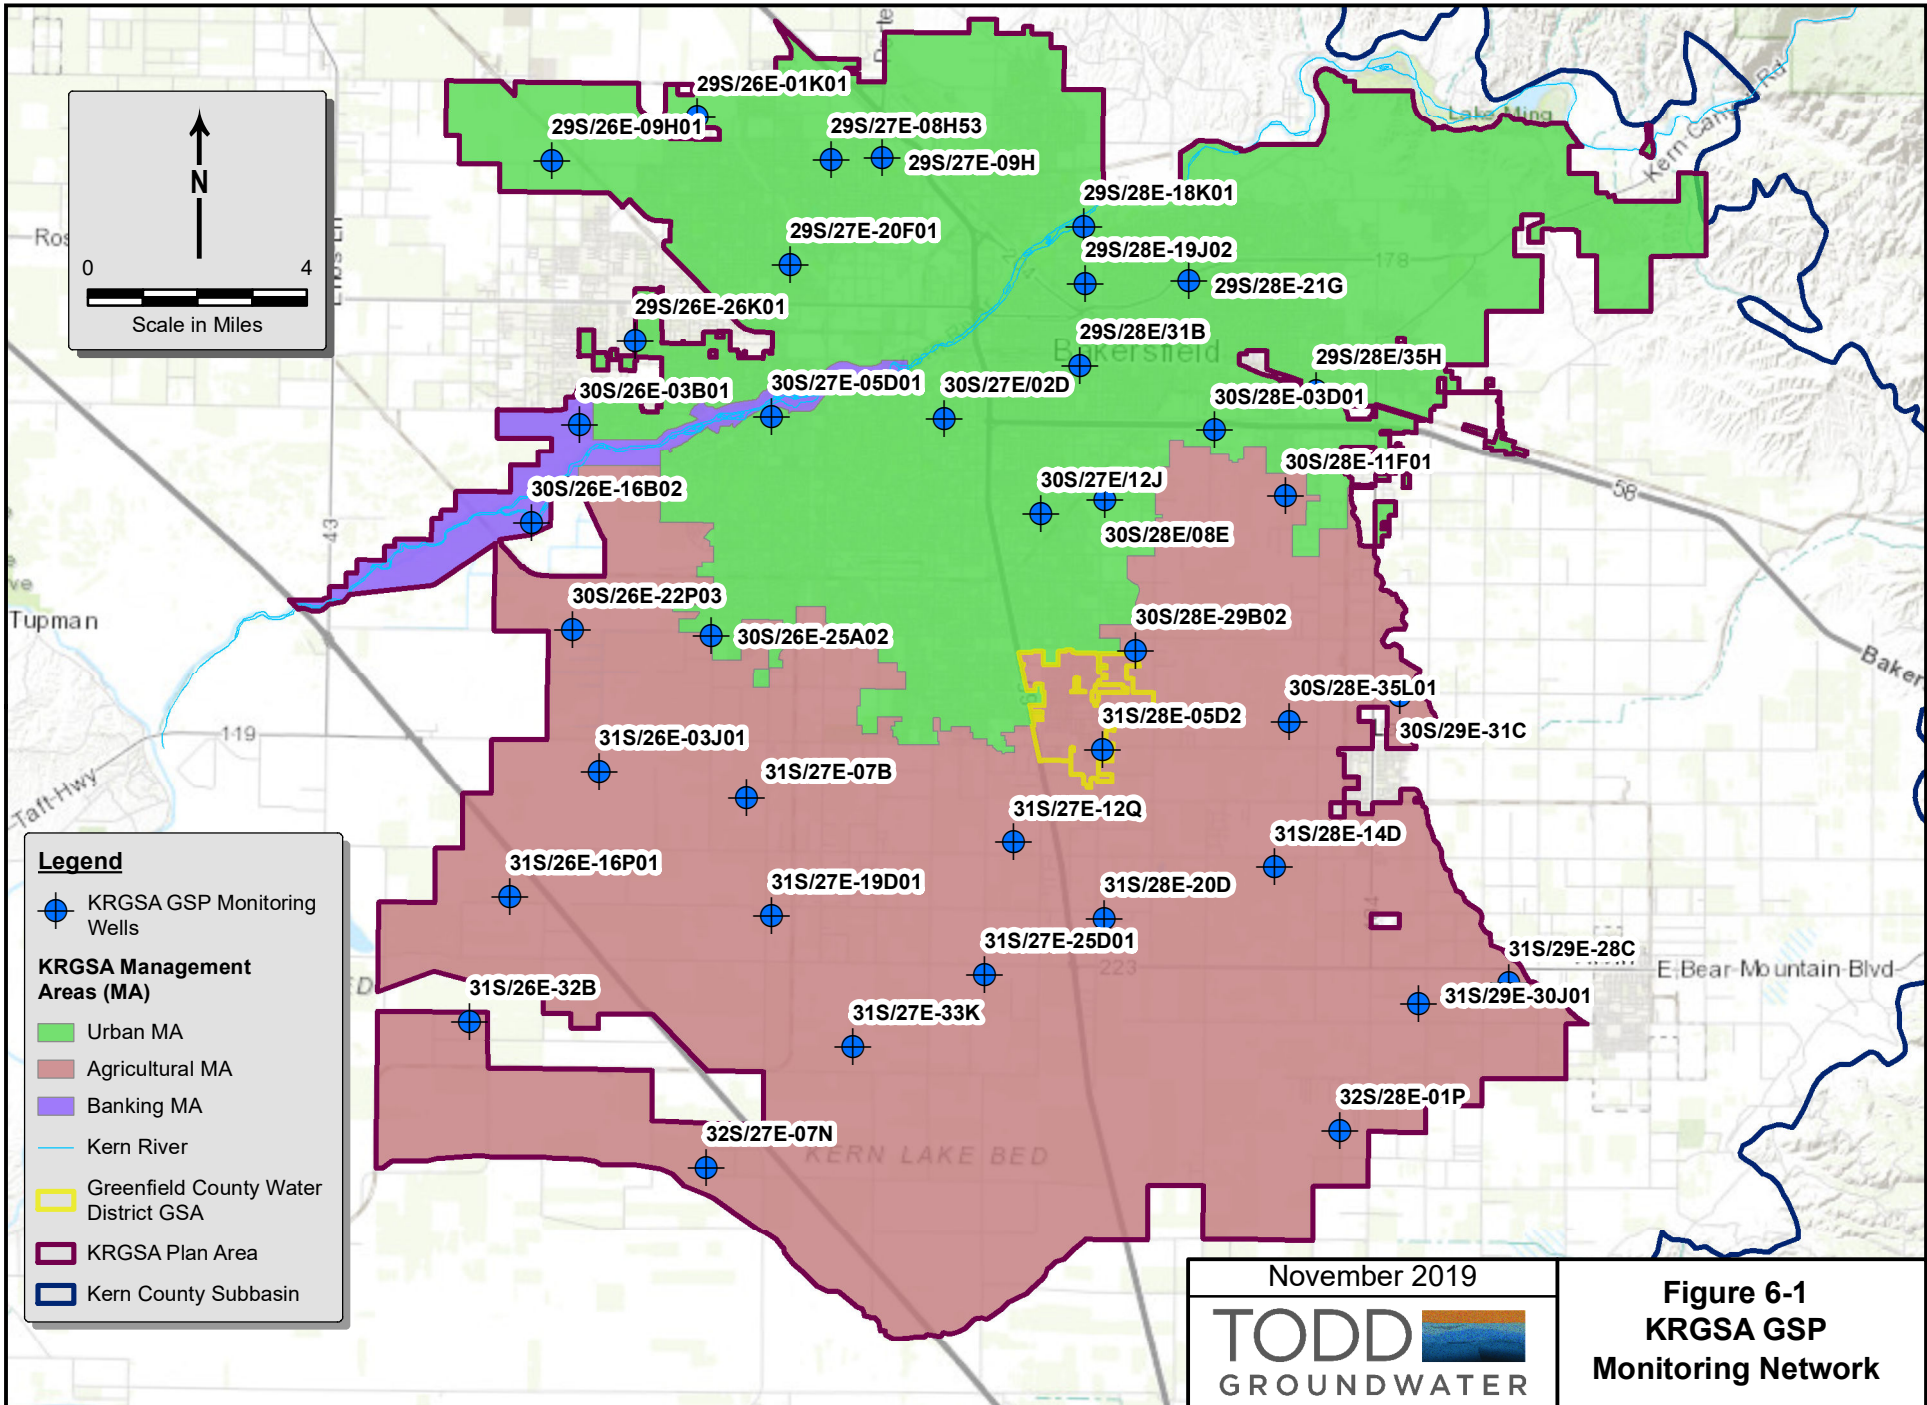 29S/26E-01K01
29S/26E-09H01
29S/27E-08H53
29S/27E-09H
N
0 4
Scale in Miles
Lake Ming
29S/28E-18K01
29S/27E-20F01
29S/28E-19J02
178
29S/28E-21G
29S/26E-26K01
29S/28E/31B
Bakersfield
29S/28E/35H
30S/26E-03B01
30S/27E-05D01
30S/27E/02D
30S/28E-03D01
30S/28E-11F01
30S/26E-16B02
30S/27E/12J
58
43
30S/28E/08E
30S/26E-22P03
Tupman
30S/28E-29B02
30S/26E-25A02
Baker
30S/28E-35L01
31S/28E-05D2
30S/29E-31C
119
31S/26E-03J01
31S/27E-07B
Taft-Hwy
31S/27E-12Q
31S/28E-14D
31S/26E-16P01
31S/27E-19D01
31S/28E-20D
31S/27E-25D01
223
31S/29E-28C
E-Bear-Mountain-Blvd
31S/26E-32B
31S/29E-30J01
31S/27E-33K
32S/28E-01P
32S/27E-07N
KERN LAKE BED
Legend
KRGSA GSP Monitoring
Wells
KRGSA Management
Areas (MA)
Urban MA
Agricultural MA
Banking MA
Kern River
Greenfield County Water
District GSA
KRGSA Plan Area
Kern County Subbasin
November 2019
TODD
GROUNDWATER
Figure 6-1
KRGSA GSP
Monitoring Network